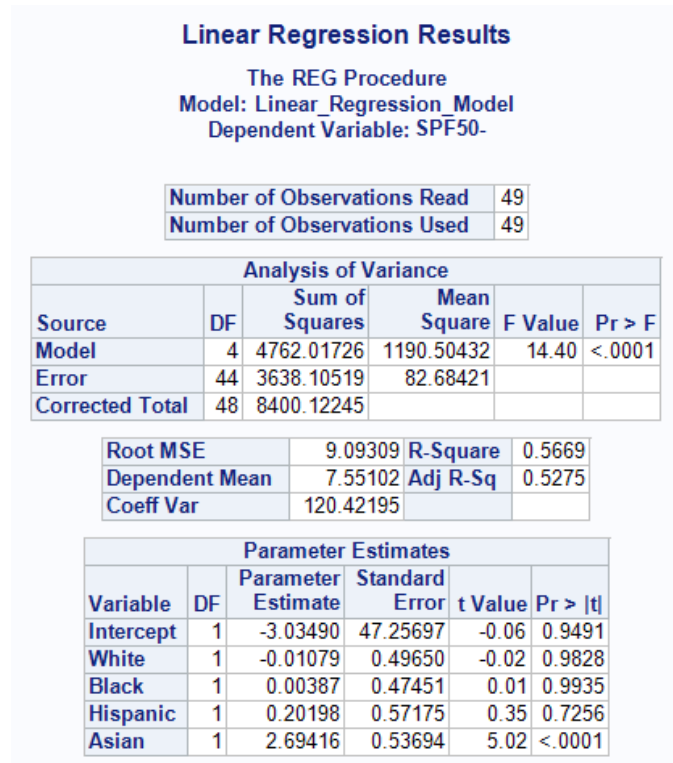 Linear Regression Results
The REG Procedure
Model: Linear_Regression_Model
Dependent Variable: SPF50-
Number of Observations Read 49
Number of Observations Used 49
Analysis of Variance
Source DF Sum of Squares Mean Square F Value Pr > F
Model 4 4762.01726 1190.50432 14.40 <.0001
Error 44 3638.10519 82.68421
Corrected Total 48 8400.12245
Root MSE 9.09309 R-Square 0.5669
Dependent Mean 7.55102 Adj R-Sq 0.5275
Coeff Var 120.42195
Parameter Estimates
Variable DF Parameter Estimate Standard Error t Value Pr > |t|
Intercept 1 -3.03490 47.25697 -0.06 0.9491
White 1 -0.01079 0.49650 -0.02 0.9828
Black 1 0.00387 0.47451 0.01 0.9935
Hispanic 1 0.20198 0.57175 0.35 0.7256
Asian 1 2.69416 0.53694 5.02 <.0001